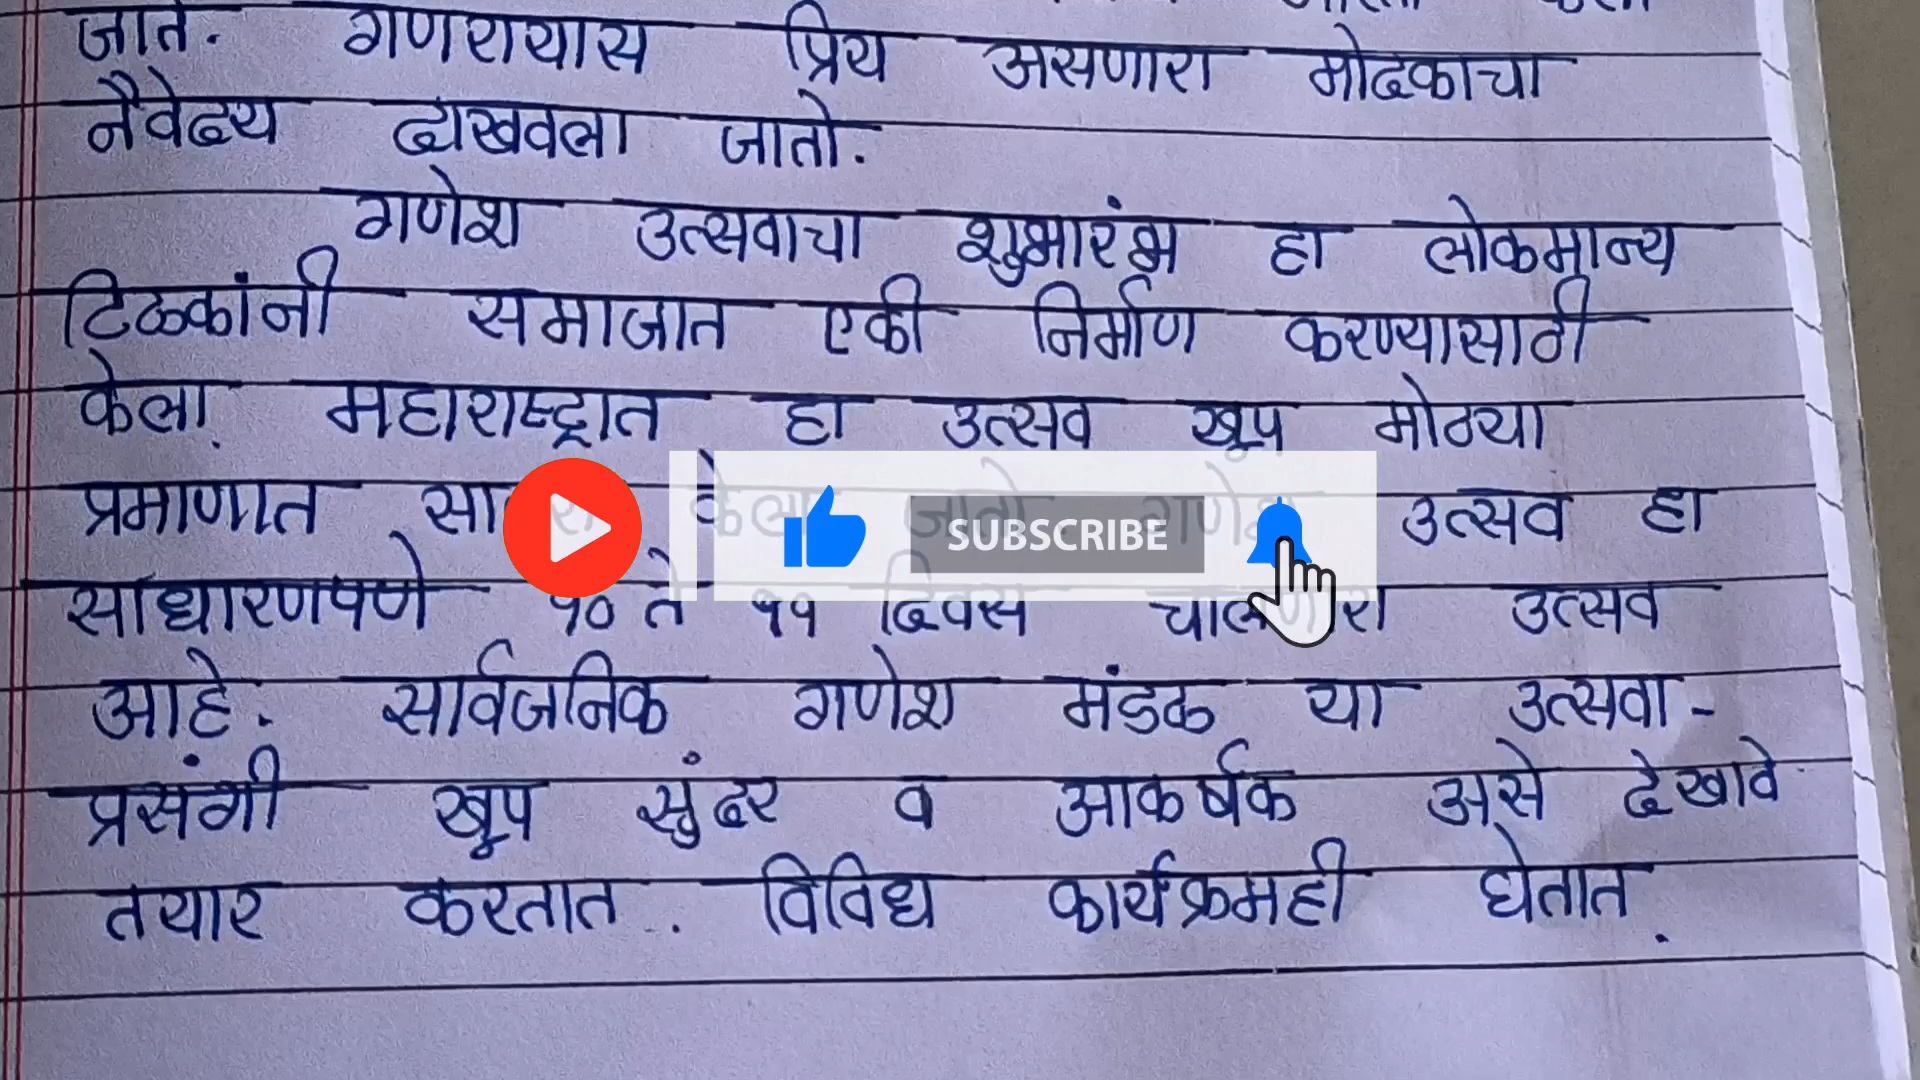 जाते. गणरायास प्रिय असणारा मोदकाचा
नैवेद्य दाखवला जातो.
गणेश उत्सवाचा शुभारंभ हा लोकमान्य
टिळकांनी समाजात एकी निर्माण करण्यासाठी
केला. महाराष्ट्रात हा उत्सव खूप मोठ्या
प्रमाणात केला जातो गणेश उत्सव हा
SUBSCRIBE
साधारणपणे १० ते ११ दिवस चालणारा उत्सव
आहे. सार्वजनिक गणेश मंडळ या उत्सवा-
प्रसंगी खूप सुंदर व आकर्षक असे देखावे
तयार करतात. विविध कार्यक्रमही घेतात.